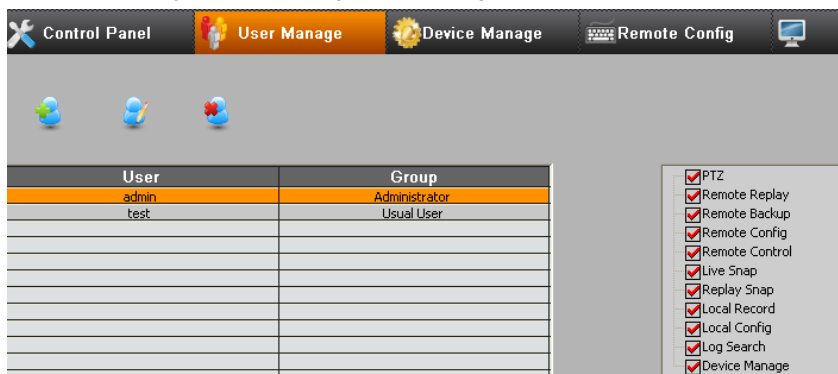 Control Panel User Manage Device Manage Remote Config
User Group
admin Administrator
test Usual User
PTZ
Remote Replay
Remote Backup
Remote Config
Remote Control
Live Snap
Replay Snap
Local Record
Local Config
Log Search
Device Manage